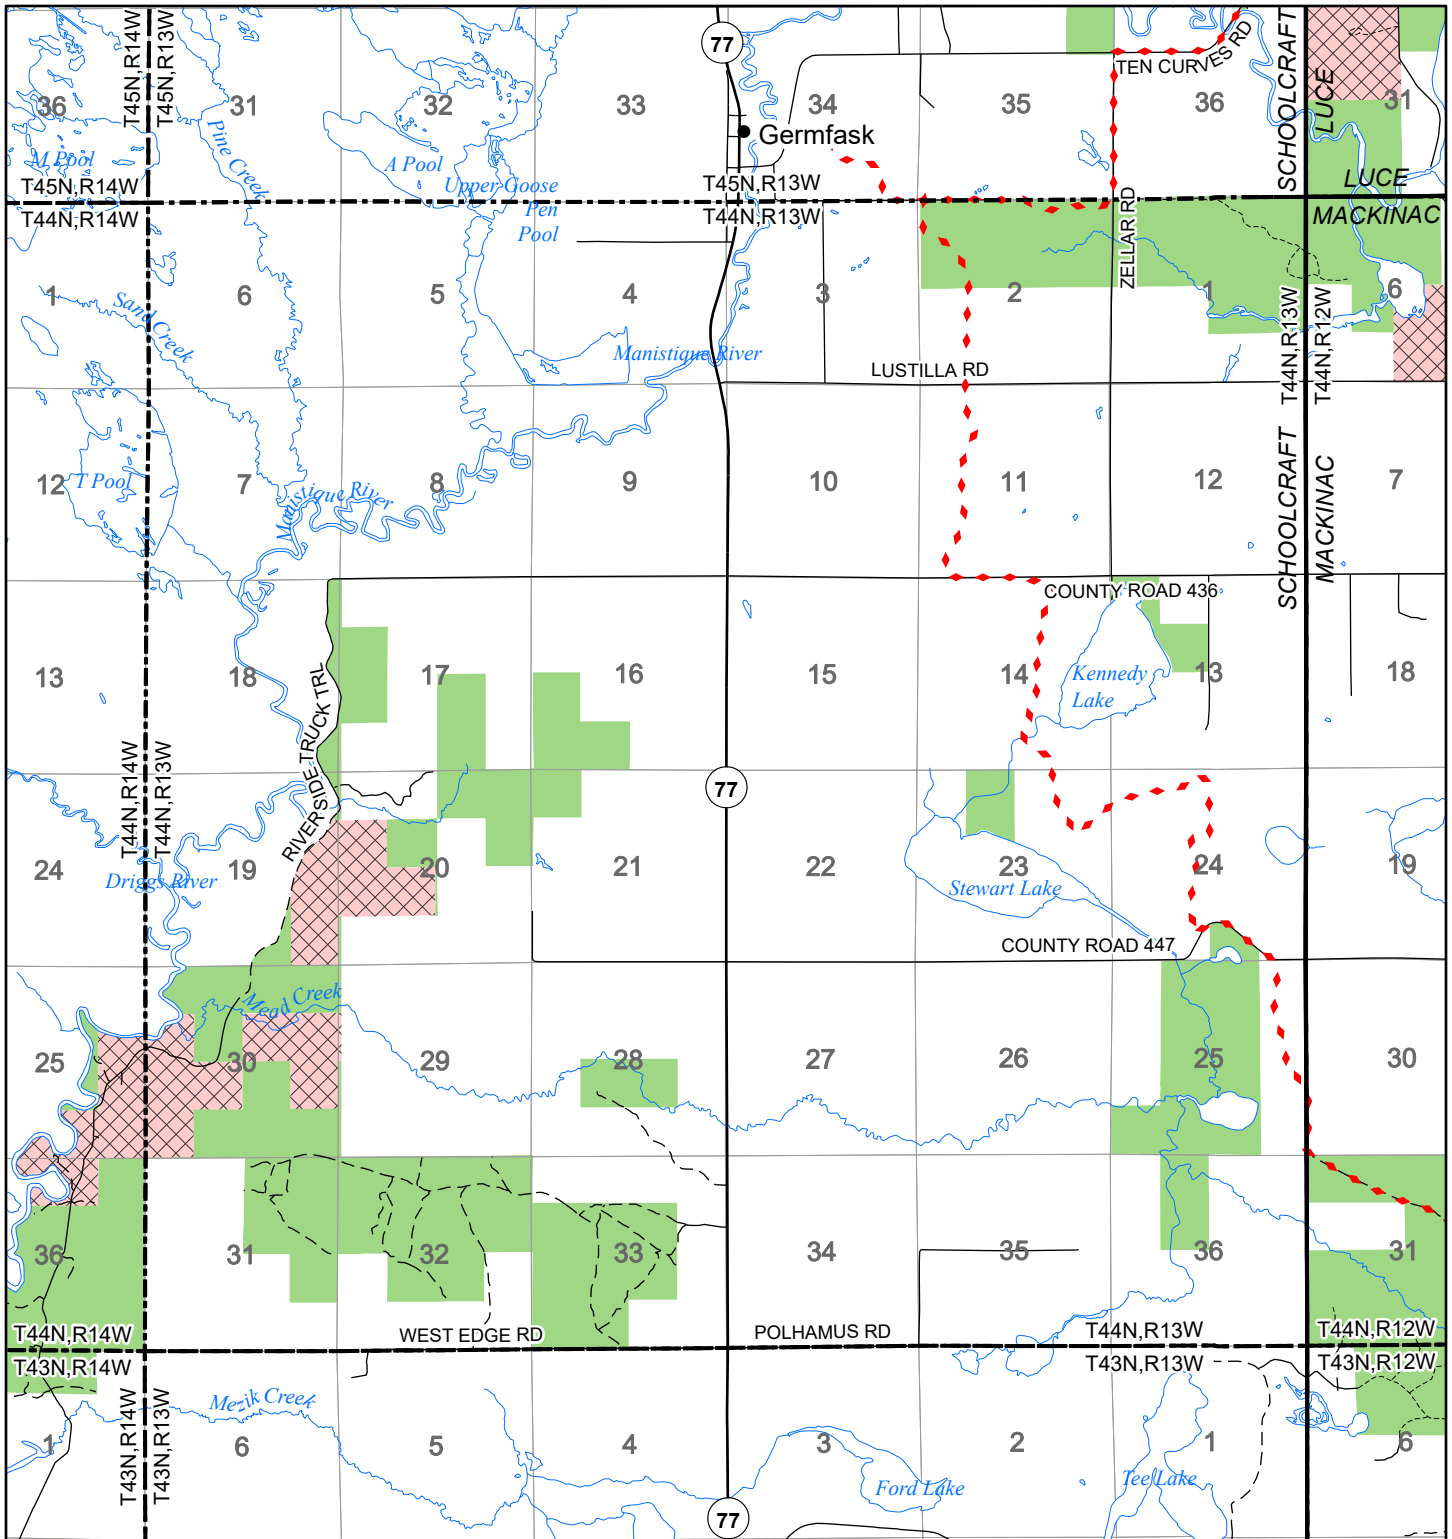 T45N,R14W
T45N,R13W
77
TEN CURVES RD
SCHOOLCRAFT
LUCE
36
31
32
33
34
35
36
31
Germfask
M Pool
Pine Creek
A Pool
Upper Goose
Pen
Pool
T45N,R14W
T44N,R14W
T45N,R13W
T44N,R13W
LUCE
MACKINAC
ZELLAR RD
1
6
5
4
3
2
1
6
Sand Creek
T44N,R13W
T44N,R12W
Manistique River
LUSTILLA RD
12
T Pool
7
8
9
10
11
12
7
Manistique River
SCHOOLCRAFT
MACKINAC
COUNTY ROAD 436
13
18
17
16
15
14
13
18
Kennedy
Lake
RIVERSIDE TRUCK TRL
T44N,R14W
T44N,R13W
77
24
19
20
21
22
23
24
19
Driggs River
Stewart Lake
COUNTY ROAD 447
Mead Creek
25
30
29
28
27
26
25
30
36
31
32
33
34
35
36
31
T44N,R14W
T43N,R14W
WEST EDGE RD
POLHAMUS RD
T44N,R13W
T43N,R13W
T44N,R12W
T43N,R12W
T43N,R14W
T43N,R13W
Mezik Creek
1
6
5
4
3
2
1
6
Ford Lake
Tee Lake
77